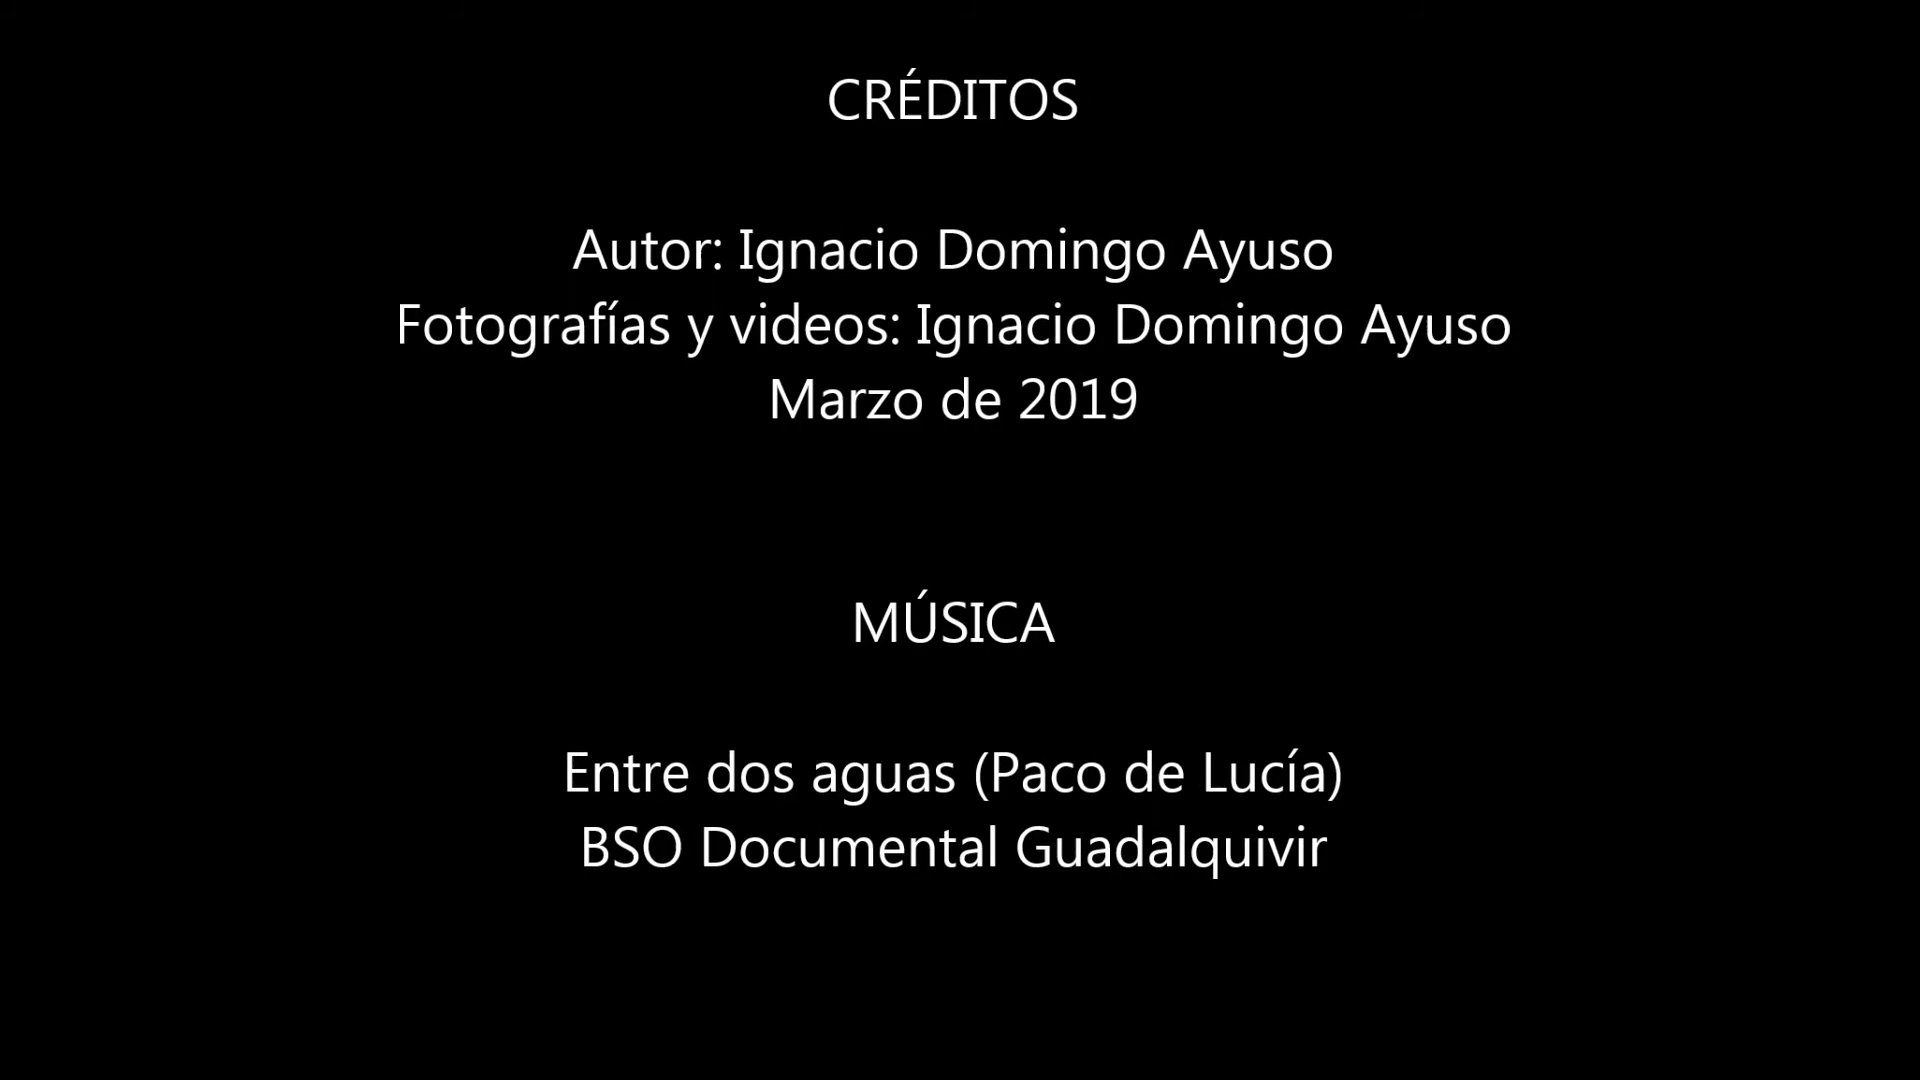 CRÉDITOS
Autor: Ignacio Domingo Ayuso
Fotografías y videos: Ignacio Domingo Ayuso
Marzo de 2019
MÚSICA
Entre dos aguas (Paco de Lucía)
BSO Documental Guadalquivir